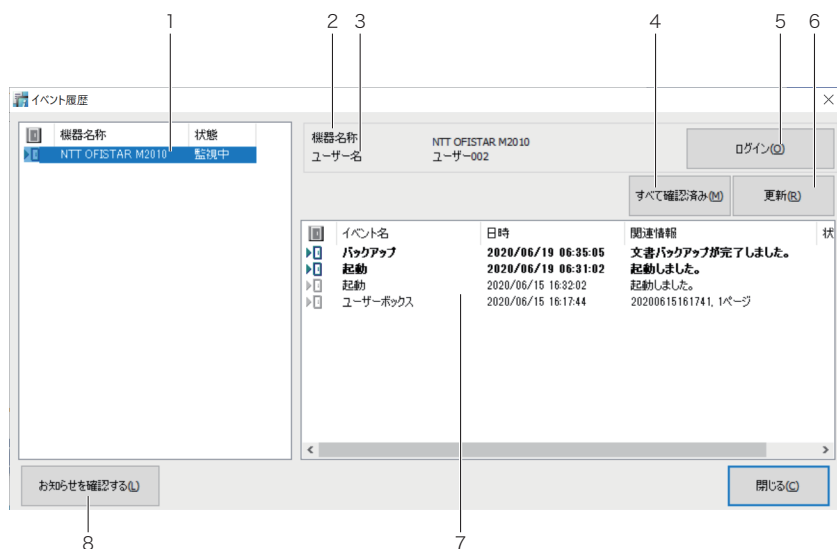 1 2 3 4 5 6
イベント履歴
機器名称 状態
NTT OFISTAR M2010 監視中
機器名称 NTT OFISTAR M2010
ユーザー名 ユーザー002
ログイン(O)
すべて確認済み(M) 更新(R)
イベント名 日時 関連情報 状
バックアップ 2020/06/19 06:35:05 文書バックアップが完了しました。
起動 2020/06/19 06:31:02 起動しました。
起動 2020/06/15 16:32:02 起動しました。
ユーザーボックス 2020/06/15 16:17:44 20200615161741, 1ページ
お知らせを確認する(L) 閉じる(C)
8 7